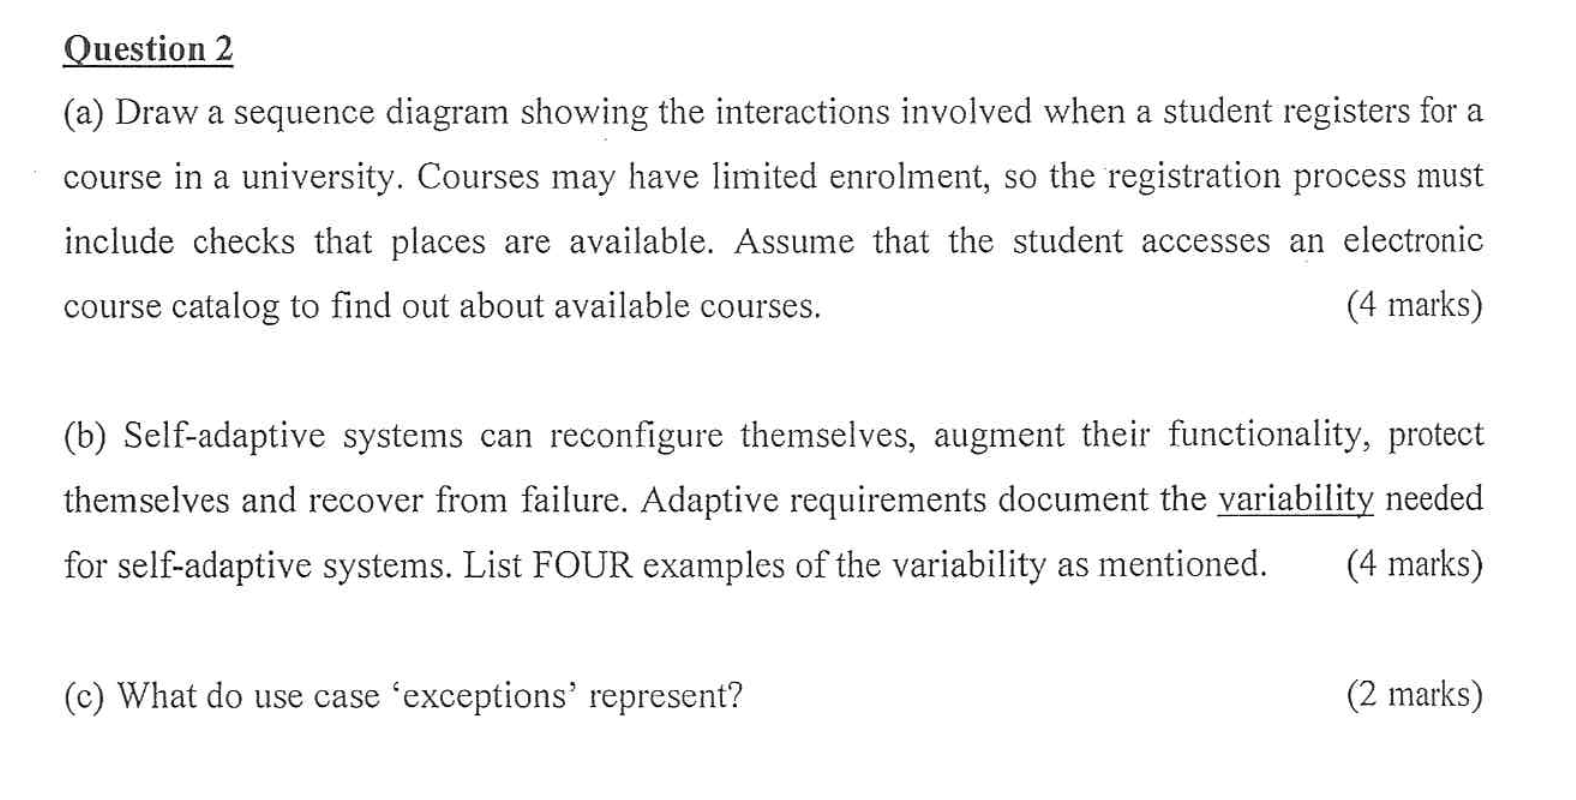 Question 2
(a) Draw a sequence diagram showing the interactions involved when a student registers for a
course in a university. Courses may have limited enrolment, so the registration process must
include checks that places are available. Assume that the student accesses an electronic
course catalog to find out about available courses. (4 marks)
(b) Self-adaptive systems can reconfigure themselves, augment their functionality, protect
themselves and recover from failure. Adaptive requirements document the variability needed
for self-adaptive systems. List FOUR examples of the variability as mentioned. (4 marks)
(c) What do use case ‘exceptions’ represent? (2 marks)